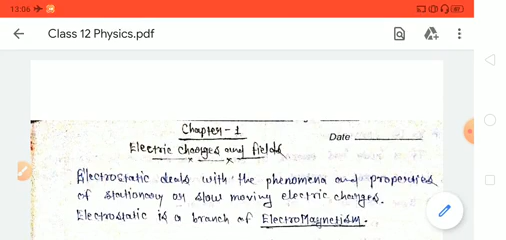 13:06
Class 12 Physics.pdf
Chapter-1
Date
Electric charges and fields
Electrostatic deals with the phenomena and properties
of stationary or slow moving electric charges.
Electrostatic is a branch of ElectroMagnetism.